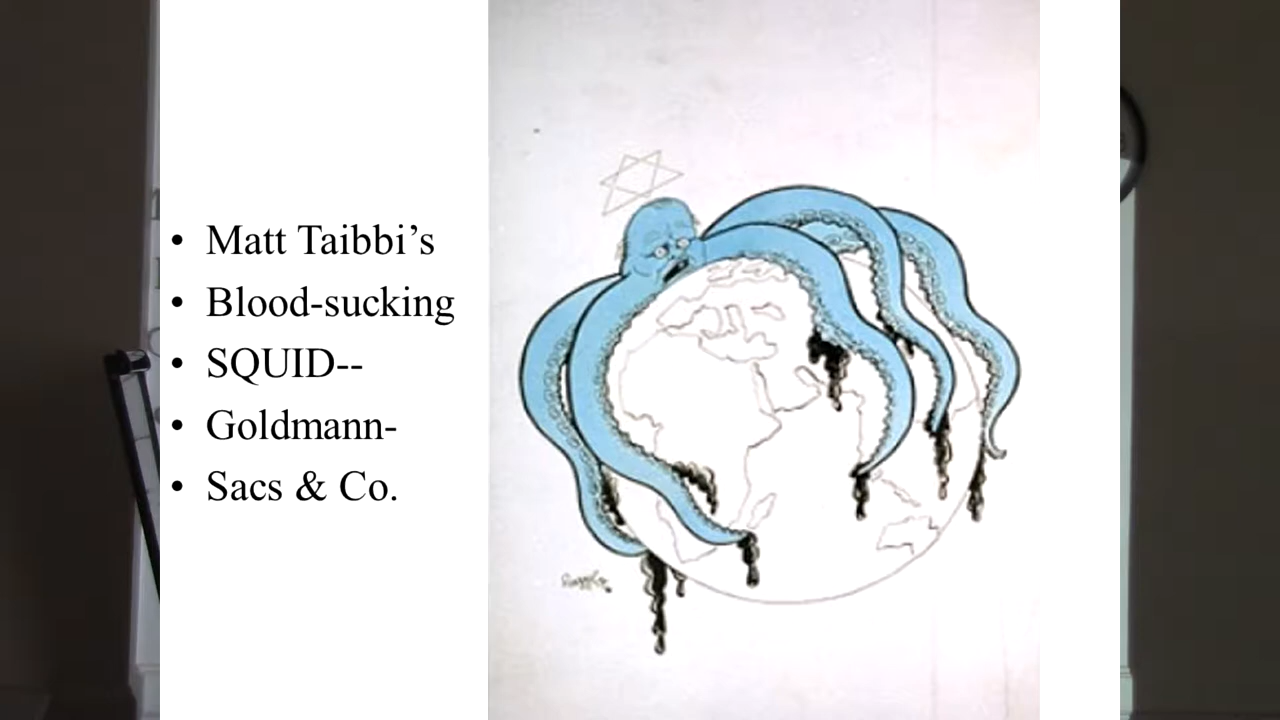 Matt Taibbi’s
Blood-sucking
SQUID--
Goldmann-
Sacs & Co.